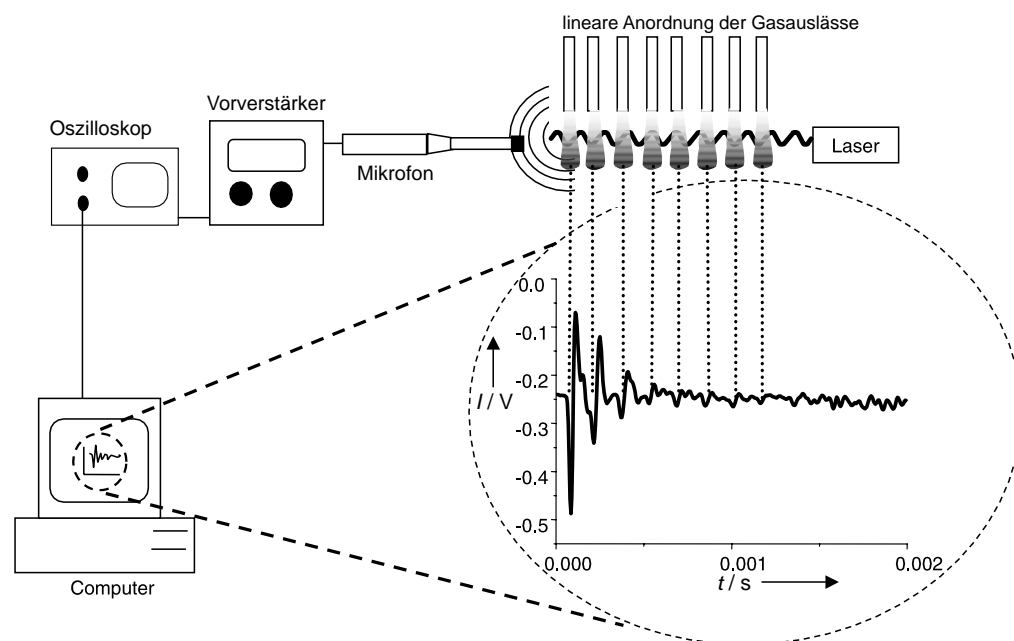 lineare Anordnung der Gasauslässe
Vorverstärker
Oszilloskop
Mikrofon
Laser
0.0
-0.1
-0.2
I / V
-0.3
-0.4
-0.5
0.000
0.001
0.002
t / s
Computer